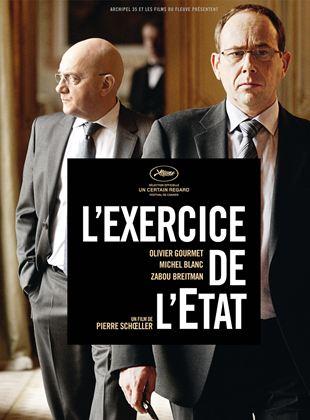 ARCHIPEL 35 ET LES FILMS DU FLEUVE PRÉSENTENT
SÉLECTION OFFICIELLE
UN CERTAIN REGARD
FESTIVAL DE CANNES
L'EXERCICE
OLIVIER GOURMET
MICHEL BLANC
ZABOU BREITMAN
DE
UN FILM DE
PIERRE SCHŒLLER
L'ETAT